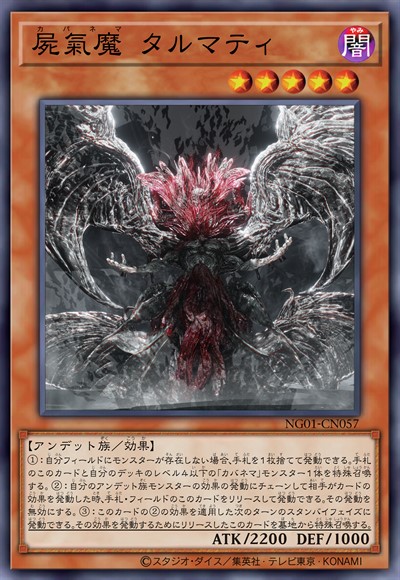 カバネマ
屍氣魔 タルマティ
やみ
闇
NG01-CN057
【アンデット族/効果】
①:自分フィールドにモンスターが存在しない場合、手札を1枚捨てて発動できる。手札
のこのカードと自分のデッキのレベル4以下の「カバネマ」モンスター1体を特殊召喚
する。②:自分のアンデット族モンスターの効果の発動にチェーンして相手がカードの
効果を発動した時、手札・フィールドのこのカードをリリースして発動できる。その発動を
無効にする。③:このカードの②の効果を適用した次のターンのスタンバイフェイズに
発動できる。その効果を発動するためにリリースしたこのカードを墓地から特殊召喚する。
ATK/2200 DEF/1000
©スタジオ・ダイス/集英社・テレビ東京・KONAMI